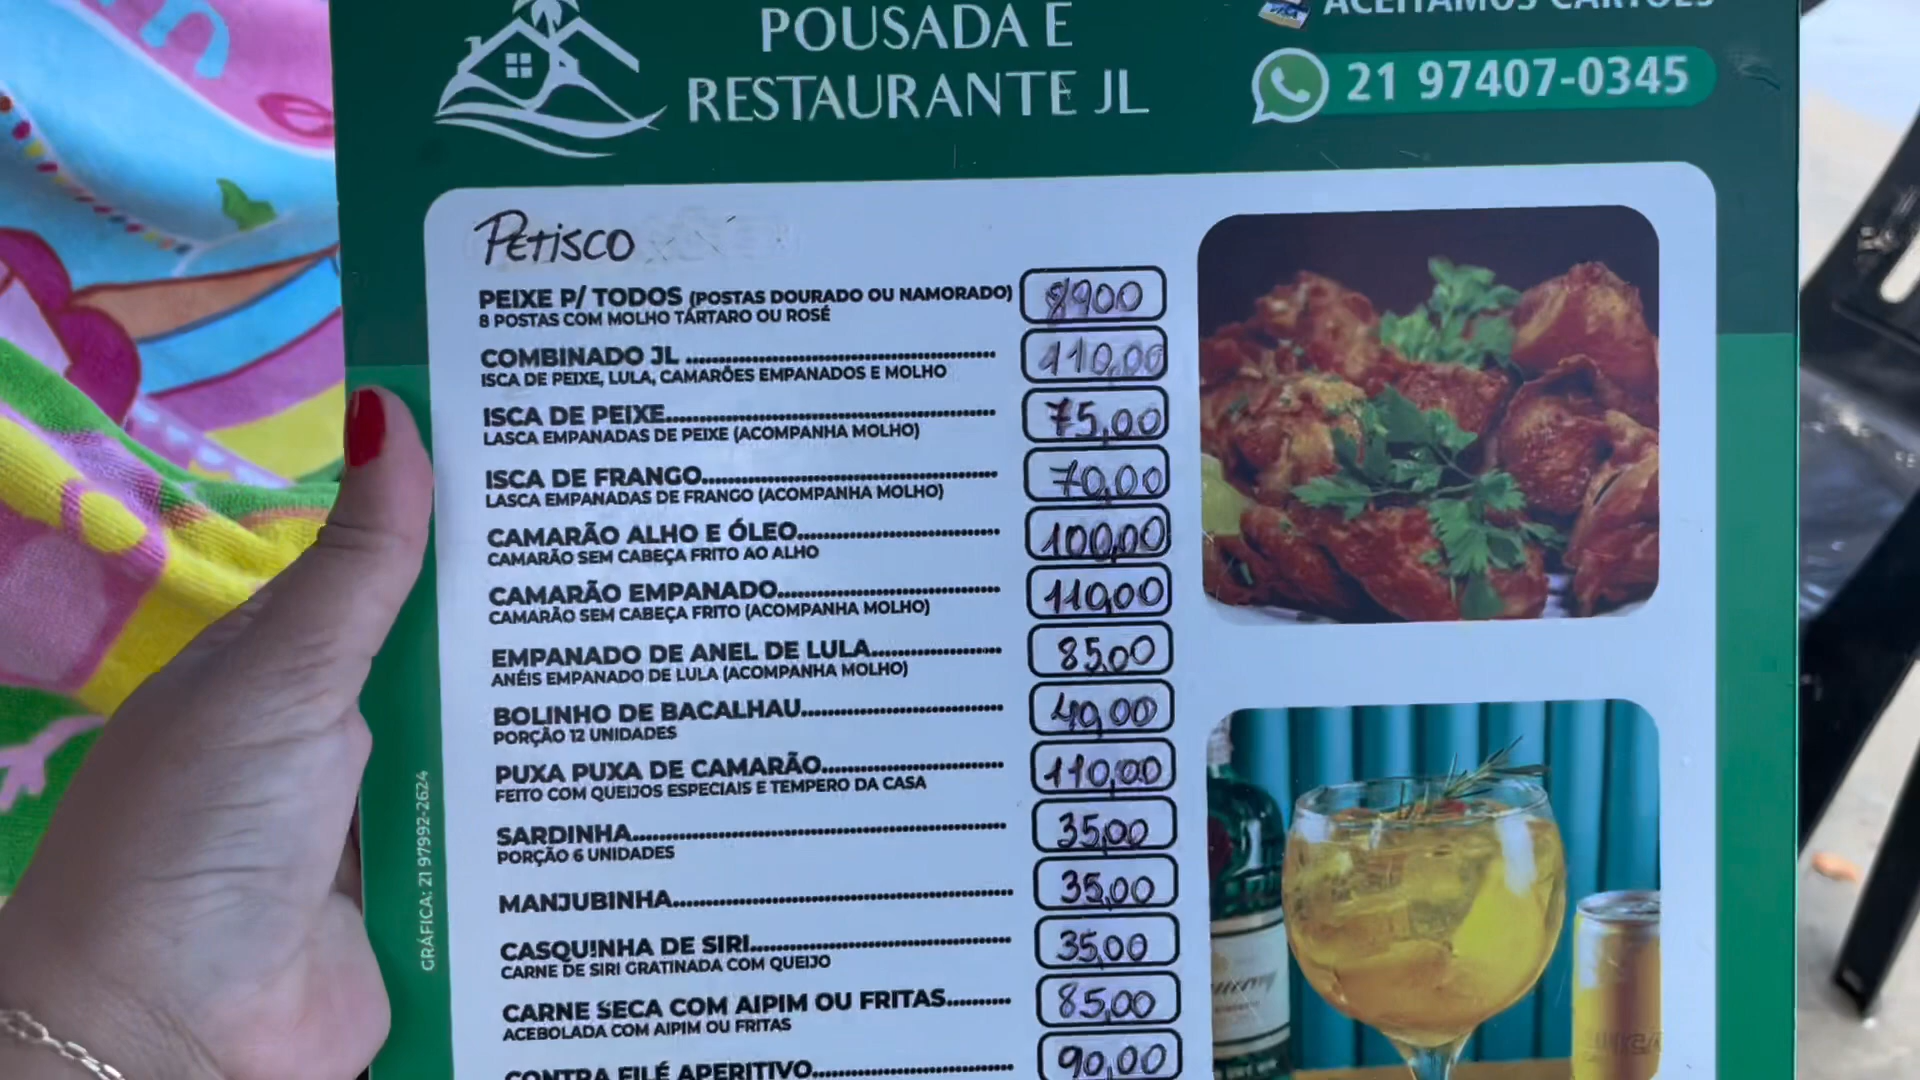 POUSADA E
RESTAURANTE JL
ACEITAMOS CARTÕES
21 97407-0345
Petisco
PEIXE P/ TODOS (POSTAS DOURADO OU NAMORADO) 8900
8 POSTAS COM MOLHO TÁRTARO OU ROSÉ
COMBINADO JL 110,00
ISCA DE PEIXE, LULA, CAMARÕES EMPANADOS E MOLHO
ISCA DE PEIXE 75,00
LASCA EMPANADAS DE PEIXE (ACOMPANHA MOLHO)
ISCA DE FRANGO 70,00
LASCA EMPANADAS DE FRANGO (ACOMPANHA MOLHO)
CAMARÃO ALHO E ÓLEO 100,00
CAMARÃO SEM CABEÇA FRITO AO ALHO
CAMARÃO EMPANADO 110,00
CAMARÃO SEM CABEÇA FRITO (ACOMPANHA MOLHO)
EMPANADO DE ANEL DE LULA 85,00
ANÉIS EMPANADO DE LULA (ACOMPANHA MOLHO)
BOLINHO DE BACALHAU 49,00
PORÇÃO 12 UNIDADES
PUXA PUXA DE CAMARÃO 110,00
FEITO COM QUEIJOS ESPECIAIS E TEMPERO DA CASA
SARDINHA 35,00
PORÇÃO 6 UNIDADES
MANJUBINHA 35,00
CASQUINHA DE SIRI 35,00
CARNE DE SIRI GRATINADA COM QUEIJO
CARNE SECA COM AIPIM OU FRITAS 85,00
ACEBOLADA COM AIPIM OU FRITAS
CONTRA FILÉ APERITIVO 90,00
GRÁFICA: 21 97992-2624